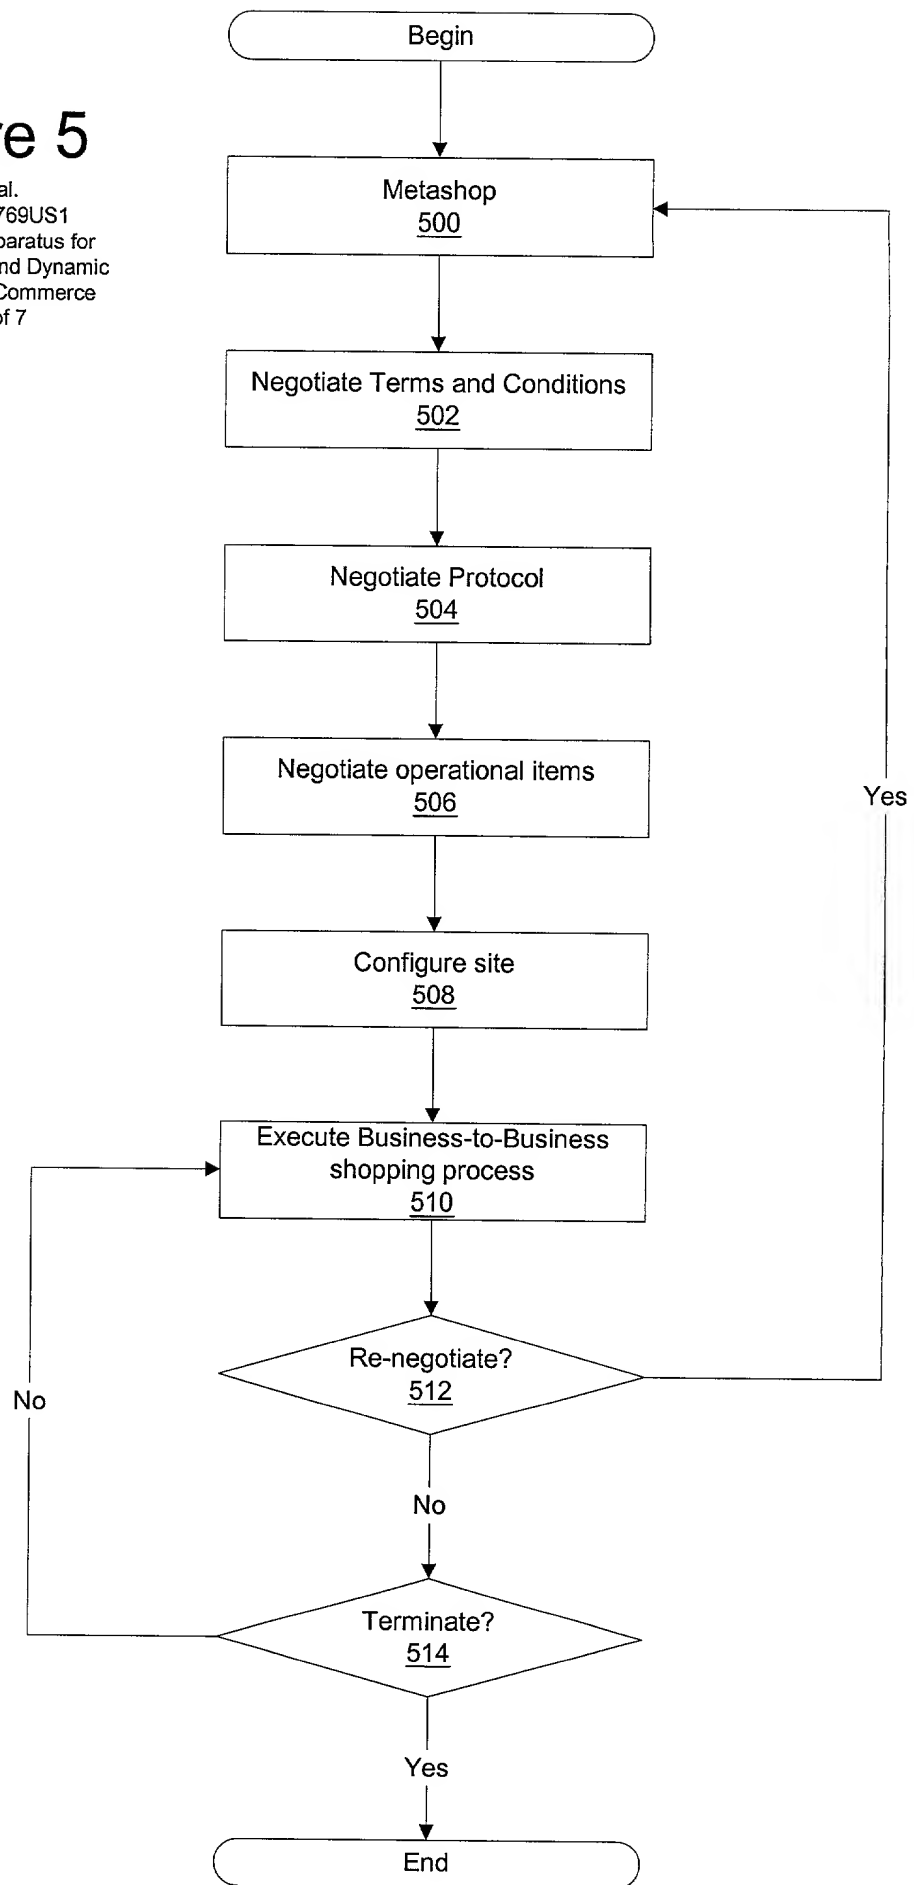 Begin
re 5
al.
769US1
paratus for
nd Dynamic
Commerce
of 7
Metashop
500
Negotiate Terms and Conditions
502
Negotiate Protocol
504
Negotiate operational items
506
Yes
Configure site
508
Execute Business-to-Business
shopping process
510
Re-negotiate?
512
No
No
Terminate?
514
Yes
End